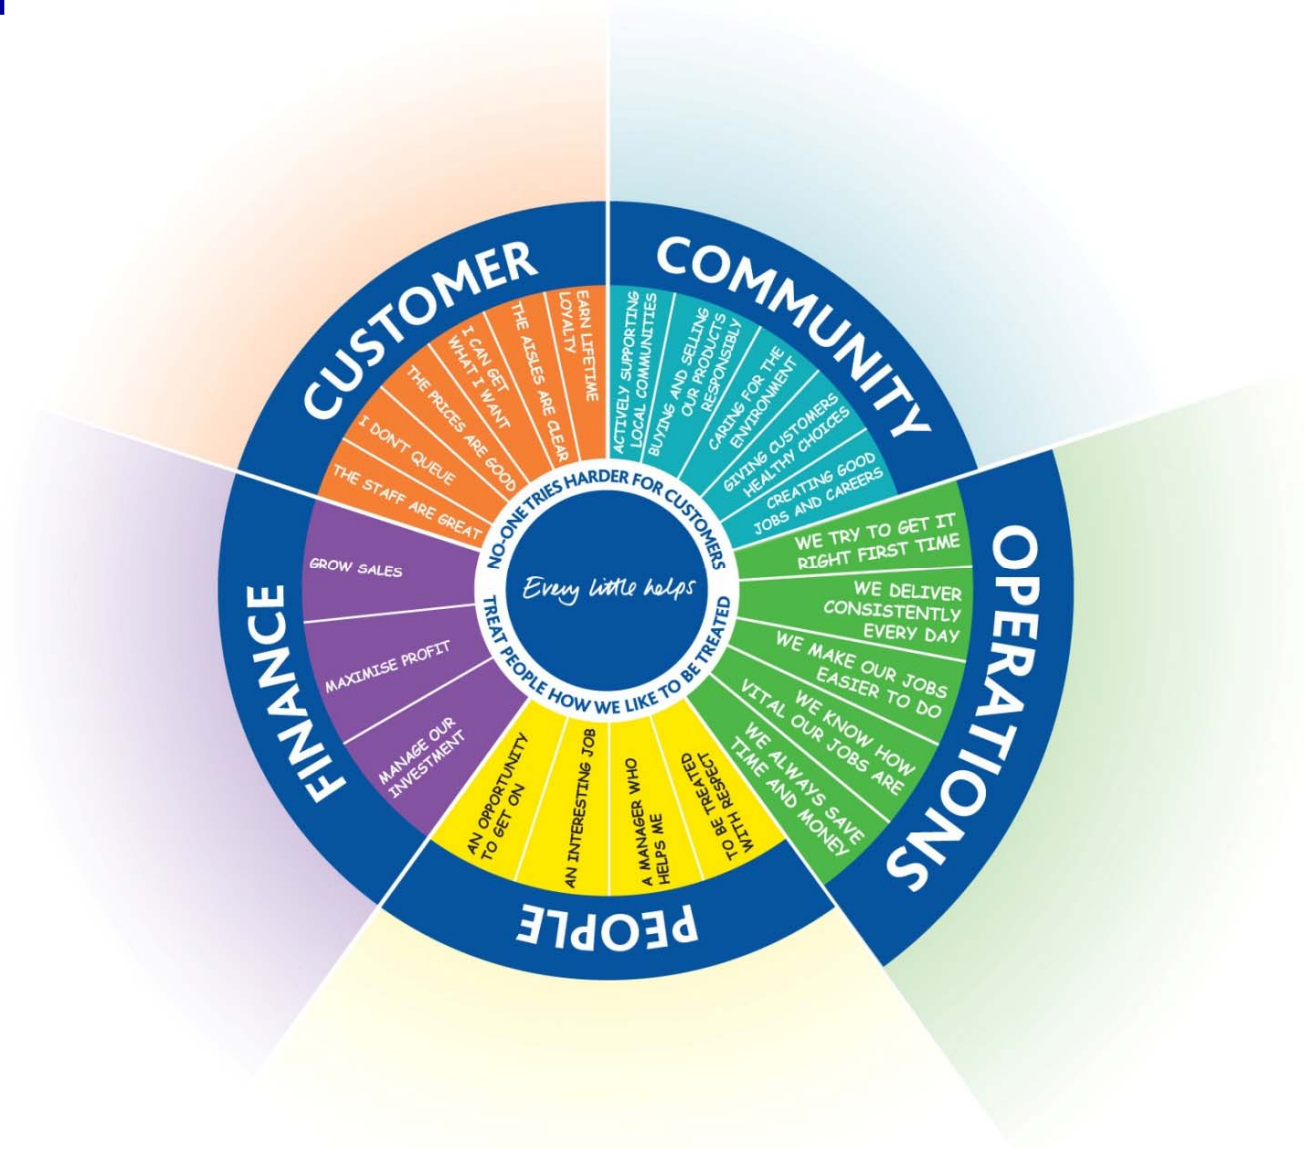 CUSTOMER
THE STAFF ARE GREAT
I DON'T QUEUE
THE PRICES ARE GOOD
I CAN GET
WHAT I WANT
THE AISLES ARE CLEAR
EARN LIFETIME
LOYALTY
COMMUNITY
ACTIVELY SUPPORTING
LOCAL COMMUNITIES
BUYING AND SELLING
OUR PRODUCTS
RESPONSIBLY
CARING FOR THE
ENVIRONMENT
GIVING CUSTOMERS
HEALTHY CHOICES
CREATING GOOD
JOBS AND CAREERS
OPERATIONS
WE TRY TO GET IT
RIGHT FIRST TIME
WE DELIVER
CONSISTENTLY
EVERY DAY
WE MAKE OUR JOBS
EASIER TO DO
WE KNOW HOW
VITAL OUR JOBS ARE
WE ALWAYS SAVE
TIME AND MONEY
PEOPLE
TO BE TREATED
WITH RESPECT
A MANAGER WHO
HELPS ME
AN INTERESTING JOB
AN OPPORTUNITY
TO GET ON
FINANCE
MANAGE OUR
INVESTMENT
MAXIMISE PROFIT
GROW SALES
NO-ONE TRIES HARDER FOR CUSTOMERS
TREAT PEOPLE HOW WE LIKE TO BE TREATED
Every little helps